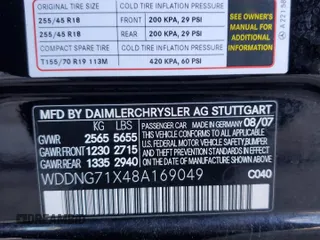 ORIGINAL TIRE SIZE COLD TIRE INFLATION PRESSURE
255/45 R18 FRONT 200 KPA, 29 PSI
255/45 R18 REAR 200 KPA, 29 PSI
COMPACT SPARE TIRE COLD TIRE INFLATION PRESSURE
T155/70 R19 113M 420 KPA, 60 PSI
SEE OWNER'S
MANUAL FOR
ADDITIONAL
INFORMATION
MFD BY DAIMLERCHRYSLER AG STUTTGART
KG LBS PASSENGER CAR MADE IN GERMANY 08/07
GVWR 2565 5655
GAWR FRONT 1230 2715
GAWR REAR 1335 2940
THIS VEHICLE CONFORMS TO ALL APPLICABLE
U.S. FEDERAL MOTOR VEHICLE SAFETY BUMPER
AND THEFT PREVENTION STANDARDS IN EFFECT ON
THE DATE OF MANUFACTURE SHOWN ABOVE.
WDDNG71X48A169049 C040